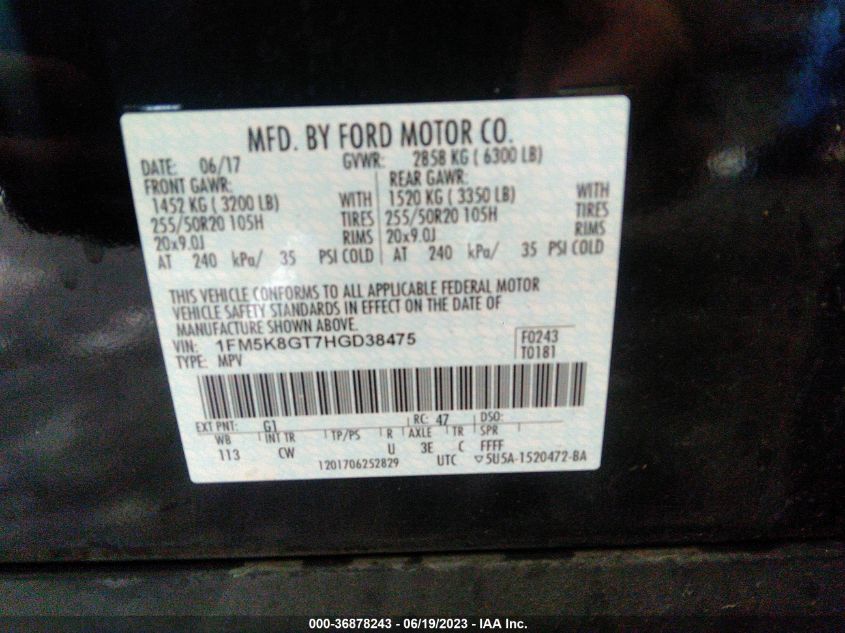 MFD. BY FORD MOTOR CO.
DATE: 06/17 GVWR: 2858 KG ( 6300 LB)
FRONT GAWR: REAR GAWR:
1452 KG ( 3200 LB) WITH 1520 KG ( 3350 LB) WITH
255/50R20 105H TIRES 255/50R20 105H TIRES
20x9.0J RIMS 20x9.0J RIMS
AT 240 kPa/ 35 PSI COLD AT 240 kPa/ 35 PSI COLD
THIS VEHICLE CONFORMS TO ALL APPLICABLE FEDERAL MOTOR
VEHICLE SAFETY STANDARDS IN EFFECT ON THE DATE OF
MANUFACTURE SHOWN ABOVE.
VIN: 1FM5K8GT7HGD38475 F0243
TYPE: MPV T0181
EXT PNT: G1 RC: 47 DSO:
WB INT TR TP/PS R AXLE TR SPR
113 CW U 3E C FFFF
1201706252829 UTC ▽5U5A-1520472-BA
000-36878243 - 06/19/2023 - IAA Inc.